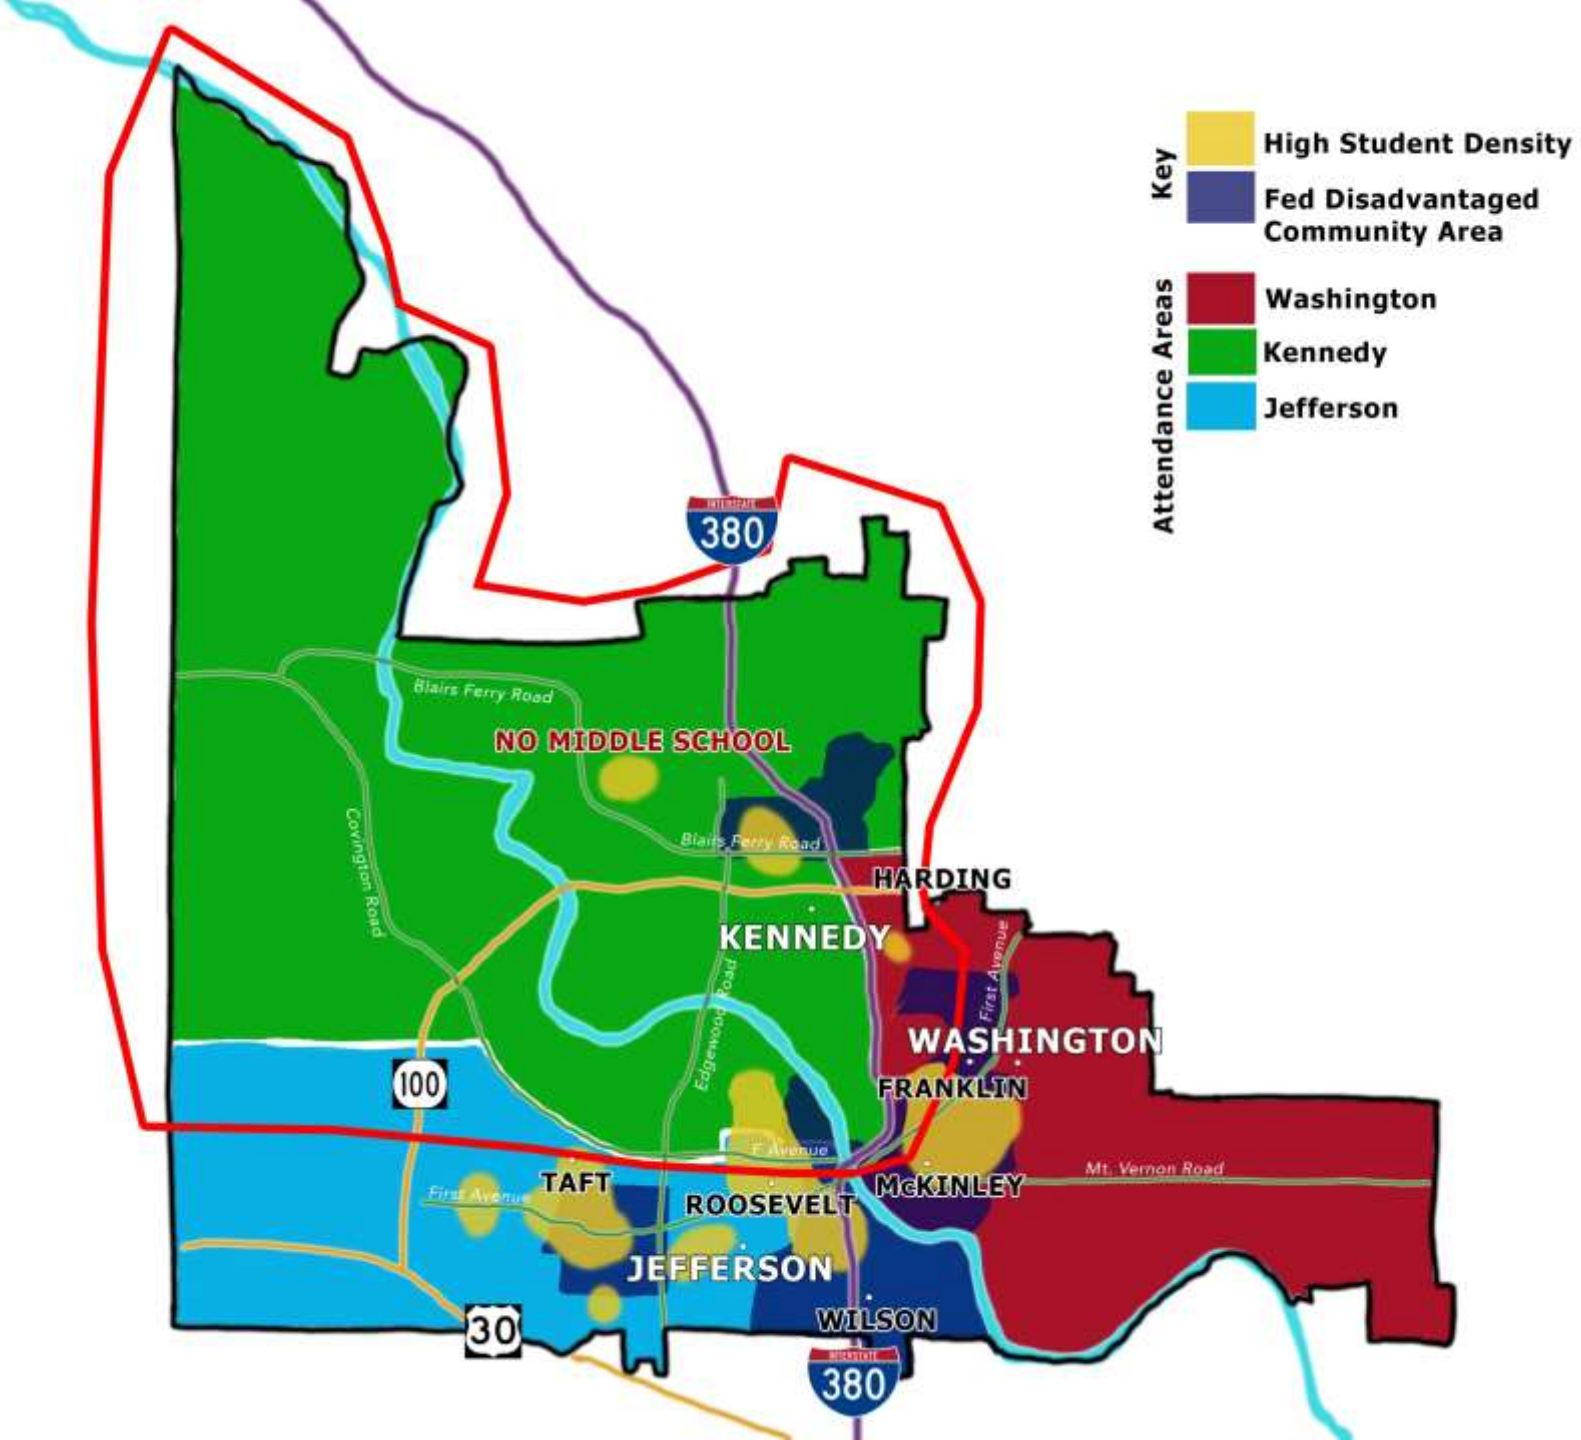 Key
High Student Density
Fed Disadvantaged
Community Area
Attendance Areas
Washington
Kennedy
Jefferson
INTERSTATE
380
Blairs Ferry Road
NO MIDDLE SCHOOL
Covington Road
Blairs Ferry Road
HARDING
KENNEDY
First Avenue
Edgewood Road
WASHINGTON
100
FRANKLIN
F Avenue
Mt. Vernon Road
TAFT
McKINLEY
First Avenue
ROOSEVELT
JEFFERSON
WILSON
30
INTERSTATE
380